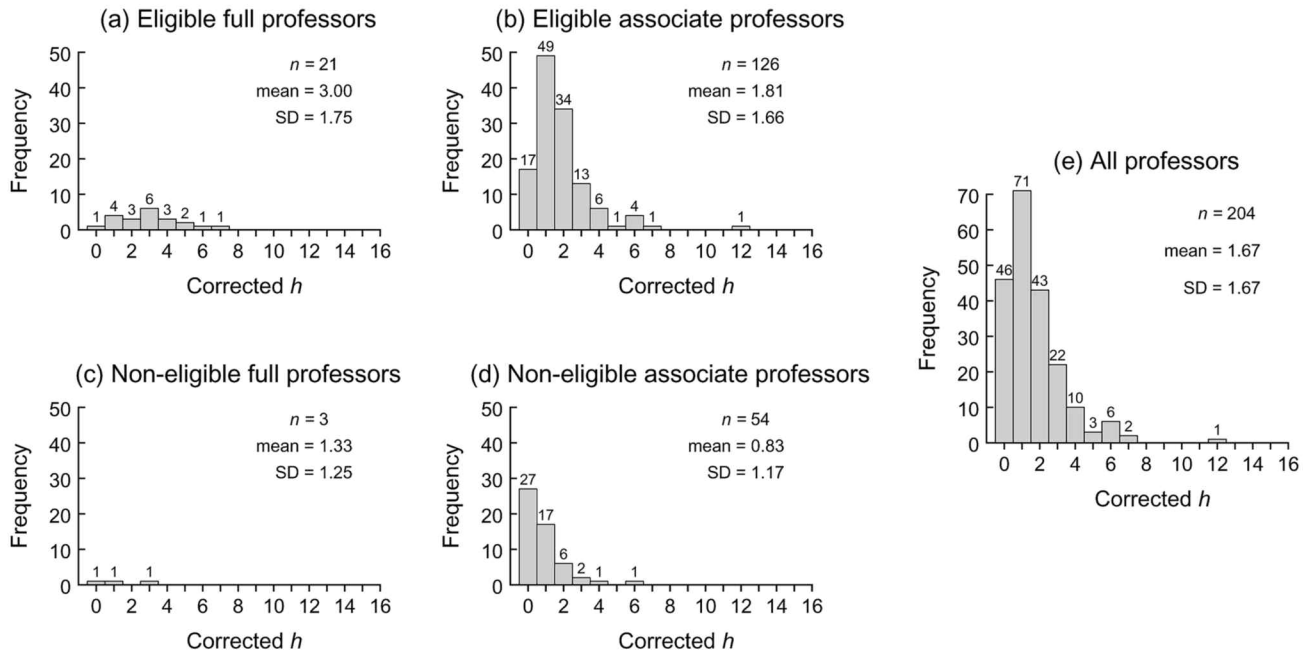 (a) Eligible full professors
50
40
30
20
10
0
Frequency
n = 21
mean = 3.00
SD = 1.75
1 4 3 6 3 2 1 1
0 2 4 6 8 10 12 14 16
Corrected h
(b) Eligible associate professors
50
40
30
20
10
0
Frequency
n = 126
mean = 1.81
SD = 1.66
17 49 34 13 6 1 4 1 1
0 2 4 6 8 10 12 14 16
Corrected h
(c) Non-eligible full professors
50
40
30
20
10
0
Frequency
n = 3
mean = 1.33
SD = 1.25
1 1 1
0 2 4 6 8 10 12 14 16
Corrected h
(d) Non-eligible associate professors
50
40
30
20
10
0
Frequency
n = 54
mean = 0.83
SD = 1.17
27 17 6 2 1 1
0 2 4 6 8 10 12 14 16
Corrected h
(e) All professors
70
60
50
40
30
20
10
0
Frequency
n = 204
mean = 1.67
SD = 1.67
46 71 43 22 10 3 6 2 1
0 2 4 6 8 10 12 14 16
Corrected h